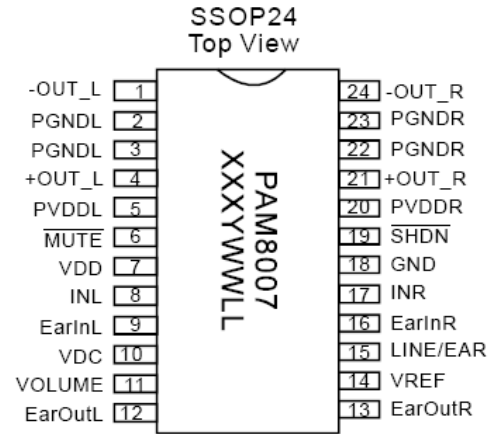 SSOP24
Top View
-OUT_L 1 24 -OUT_R
PGNDL 2 23 PGNDR
PGNDL 3 22 PGNDR
+OUT_L 4 21 +OUT_R
PVDDL 5 20 PVDDR
MUTE 6 19 SHDN
VDD 7 18 GND
INL 8 17 INR
EarInL 9 16 EarInR
VDC 10 15 LINE/EAR
VOLUME 11 14 VREF
EarOutL 12 13 EarOutR
PAM8007
XXXYWWLL